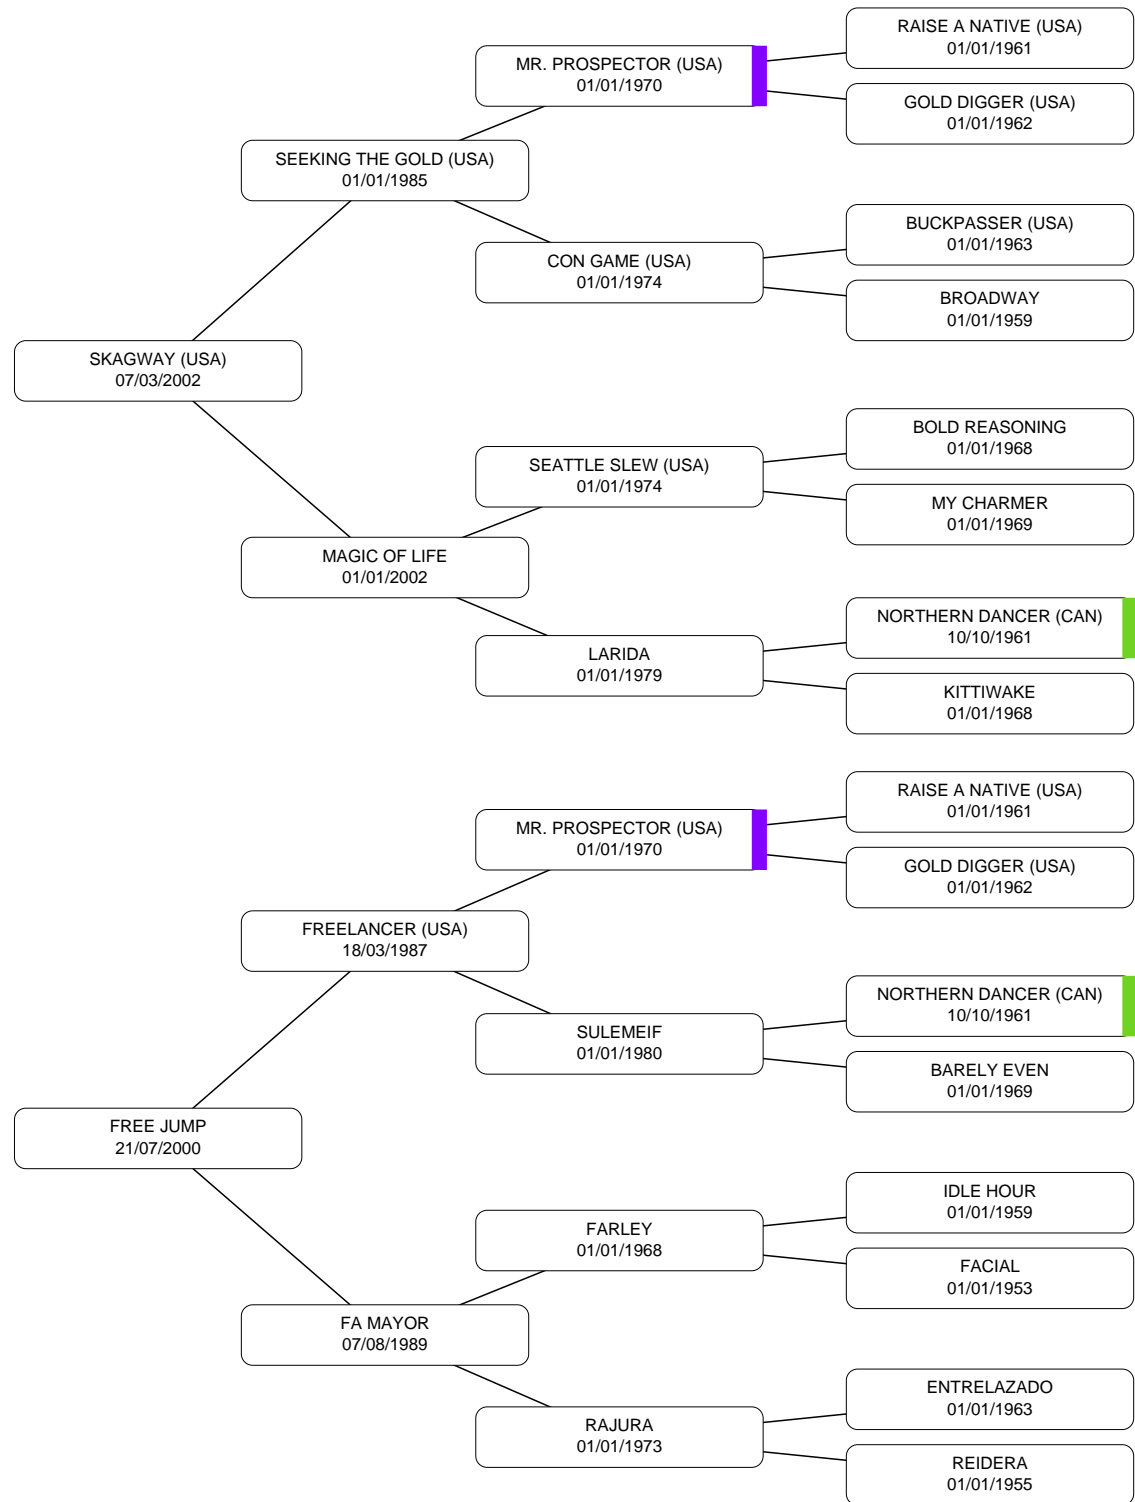 RAISE A NATIVE (USA)
01/01/1961
MR. PROSPECTOR (USA)
01/01/1970
GOLD DIGGER (USA)
01/01/1962
SEEKING THE GOLD (USA)
01/01/1985
BUCKPASSER (USA)
01/01/1963
CON GAME (USA)
01/01/1974
BROADWAY
01/01/1959
SKAGWAY (USA)
07/03/2002
BOLD REASONING
01/01/1968
SEATTLE SLEW (USA)
01/01/1974
MY CHARMER
01/01/1969
MAGIC OF LIFE
01/01/2002
NORTHERN DANCER (CAN)
10/10/1961
LARIDA
01/01/1979
KITTIWAKE
01/01/1968
RAISE A NATIVE (USA)
01/01/1961
MR. PROSPECTOR (USA)
01/01/1970
GOLD DIGGER (USA)
01/01/1962
FREELANCER (USA)
18/03/1987
NORTHERN DANCER (CAN)
10/10/1961
SULEMEIF
01/01/1980
BARELY EVEN
01/01/1969
FREE JUMP
21/07/2000
IDLE HOUR
01/01/1959
FARLEY
01/01/1968
FACIAL
01/01/1953
FA MAYOR
07/08/1989
ENTRELAZADO
01/01/1963
RAJURA
01/01/1973
REIDERA
01/01/1955